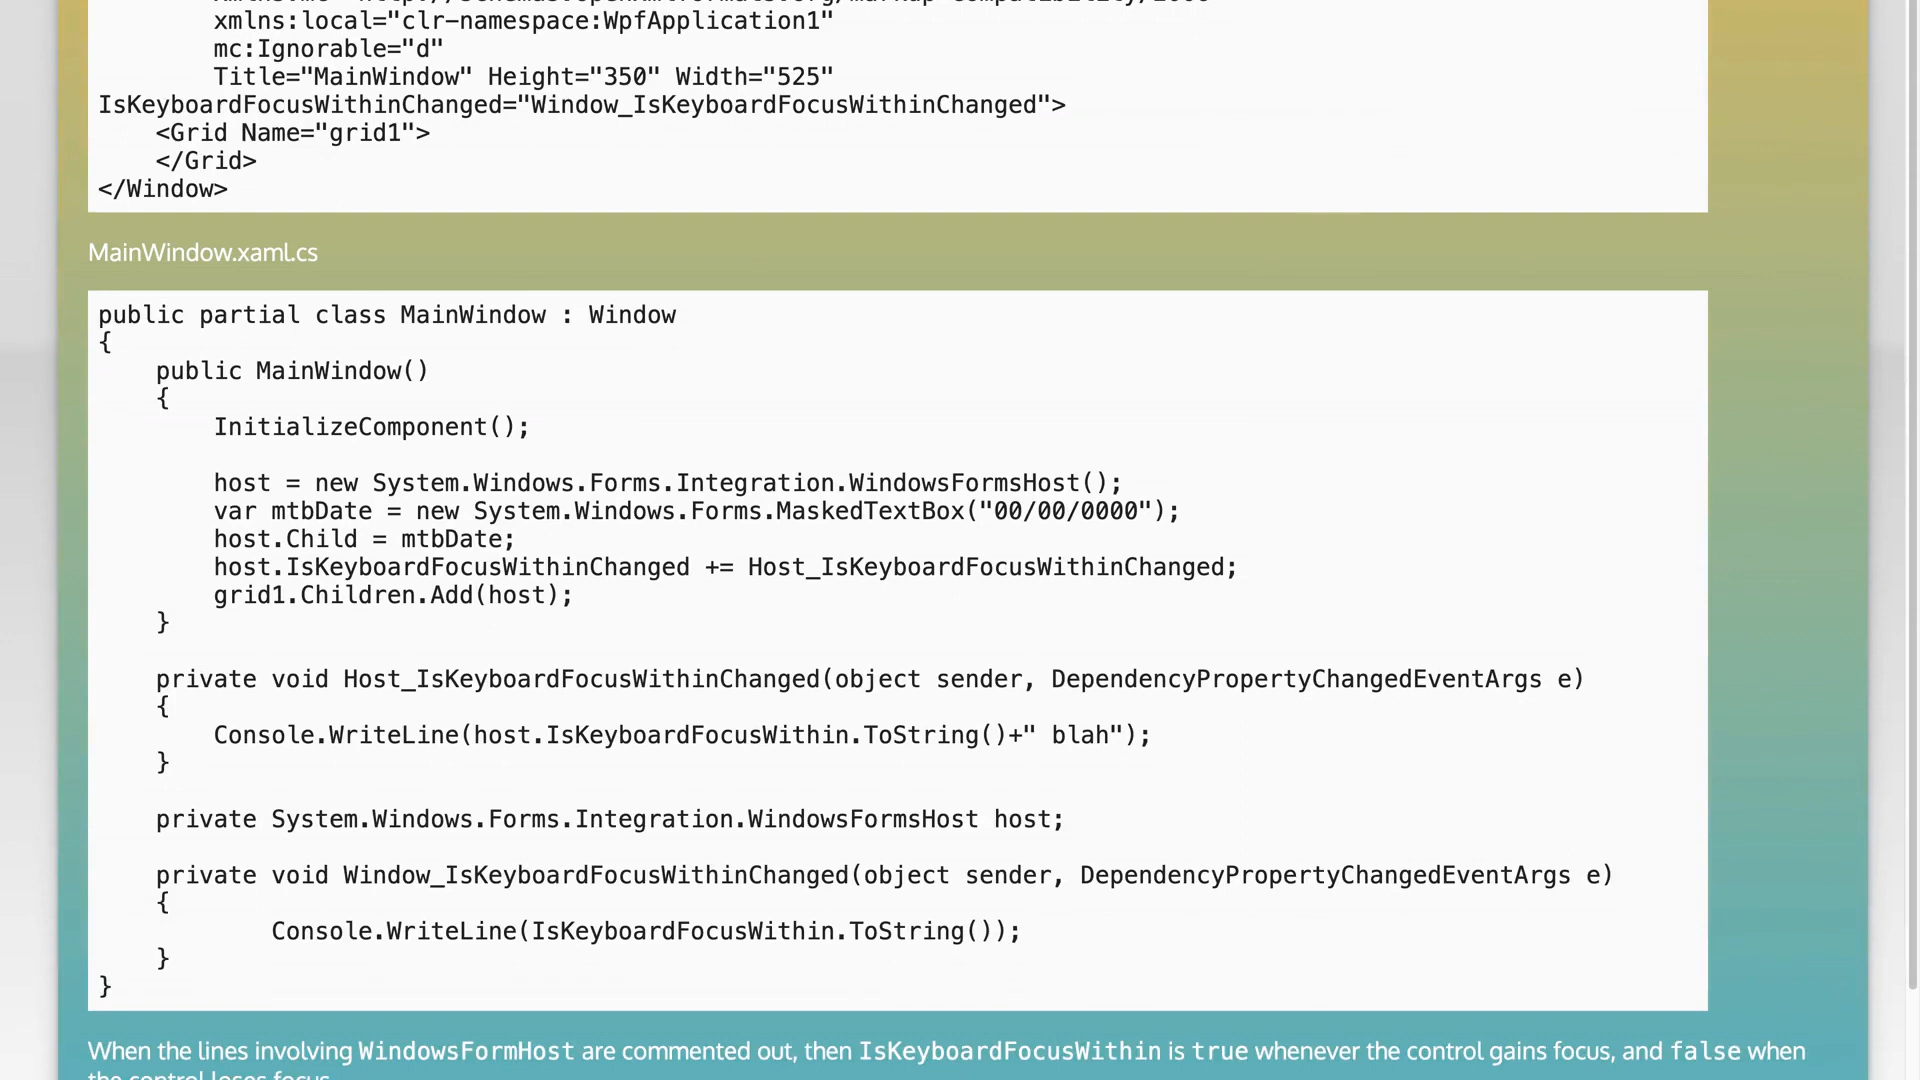 xmlns:local="clr-namespace:WpfApplication1"
mc:Ignorable="d"
Title="MainWindow" Height="350" Width="525"
IsKeyboardFocusWithinChanged="Window_IsKeyboardFocusWithinChanged">
<Grid Name="grid1">
</Grid>
</Window>
MainWindow.xaml.cs
public partial class MainWindow : Window
{
public MainWindow()
{
InitializeComponent();
host = new System.Windows.Forms.Integration.WindowsFormsHost();
var mtbDate = new System.Windows.Forms.MaskedTextBox("00/00/0000");
host.Child = mtbDate;
host.IsKeyboardFocusWithinChanged += Host_IsKeyboardFocusWithinChanged;
grid1.Children.Add(host);
}
private void Host_IsKeyboardFocusWithinChanged(object sender, DependencyPropertyChangedEventArgs e)
{
Console.WriteLine(host.IsKeyboardFocusWithin.ToString()+" blah");
}
private System.Windows.Forms.Integration.WindowsFormsHost host;
private void Window_IsKeyboardFocusWithinChanged(object sender, DependencyPropertyChangedEventArgs e)
{
Console.WriteLine(IsKeyboardFocusWithin.ToString());
}
}
When the lines involving WindowsFormHost are commented out, then IsKeyboardFocusWithin is true whenever the control gains focus, and false when
the control loses focus